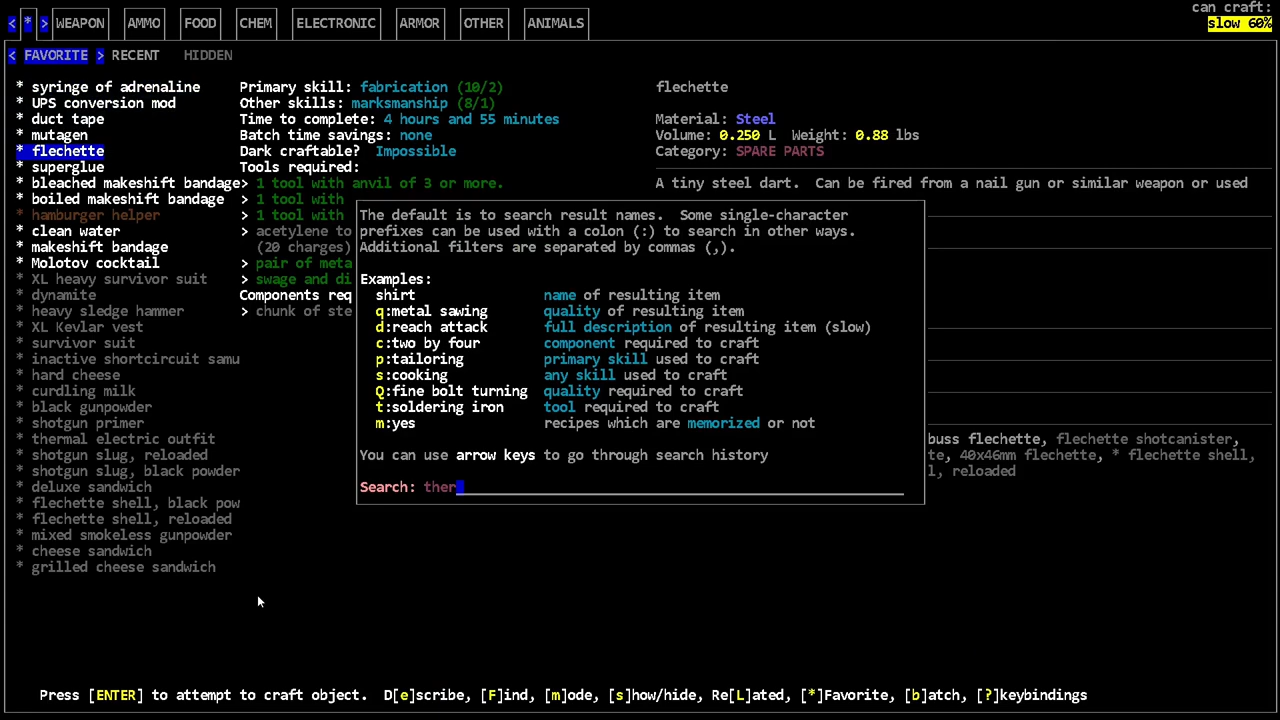 can craft:
< * > WEAPON AMMO FOOD CHEM ELECTRONIC ARMOR OTHER ANIMALS slow 60%
< FAVORITE > RECENT HIDDEN
* syringe of adrenaline Primary skill: fabrication (10/2) flechette
* UPS conversion mod Other skills: marksmanship (8/1)
* duct tape Time to complete: 4 hours and 55 minutes Material: Steel
* mutagen Batch time savings: none Volume: 0.250 L Weight: 0.88 lbs
* flechette Dark craftable? Impossible Category: SPARE PARTS
* superglue Tools required:
* bleached makeshift bandage> 1 tool with anvil of 3 or more. A tiny steel dart. Can be fired from a nail gun or similar weapon or used
* boiled makeshift bandage > 1 tool with
* hamburger helper > 1 tool with The default is to search result names. Some single-character
* clean water > acetylene to prefixes can be used with a colon (:) to search in other ways.
* makeshift bandage (20 charges) Additional filters are separated by commas (,).
* Molotov cocktail > pair of meta
* XL heavy survivor suit > swage and di Examples:
* dynamite Components req shirt name of resulting item
* heavy sledge hammer > chunk of ste q:metal sawing quality of resulting item
* XL Kevlar vest d:reach attack full description of resulting item (slow)
* survivor suit c:two by four component required to craft
* inactive shortcircuit samu p:tailoring primary skill used to craft
* hard cheese s:cooking any skill used to craft
* curdling milk Q:fine bolt turning quality required to craft
* black gunpowder t:soldering iron tool required to craft
* shotgun primer m:yes recipes which are memorized or not
* thermal electric outfit buss flechette, flechette shotcanister,
* shotgun slug, reloaded You can use arrow keys to go through search history te, 40x46mm flechette, * flechette shell,
* shotgun slug, black powder l, reloaded
* deluxe sandwich Search: ther
* flechette shell, black pow
* flechette shell, reloaded
* mixed smokeless gunpowder
* cheese sandwich
* grilled cheese sandwich
Press [ENTER] to attempt to craft object. D[e]scribe, [F]ind, [m]ode, [s]how/hide, Re[L]ated, [*]Favorite, [b]atch, [?]keybindings